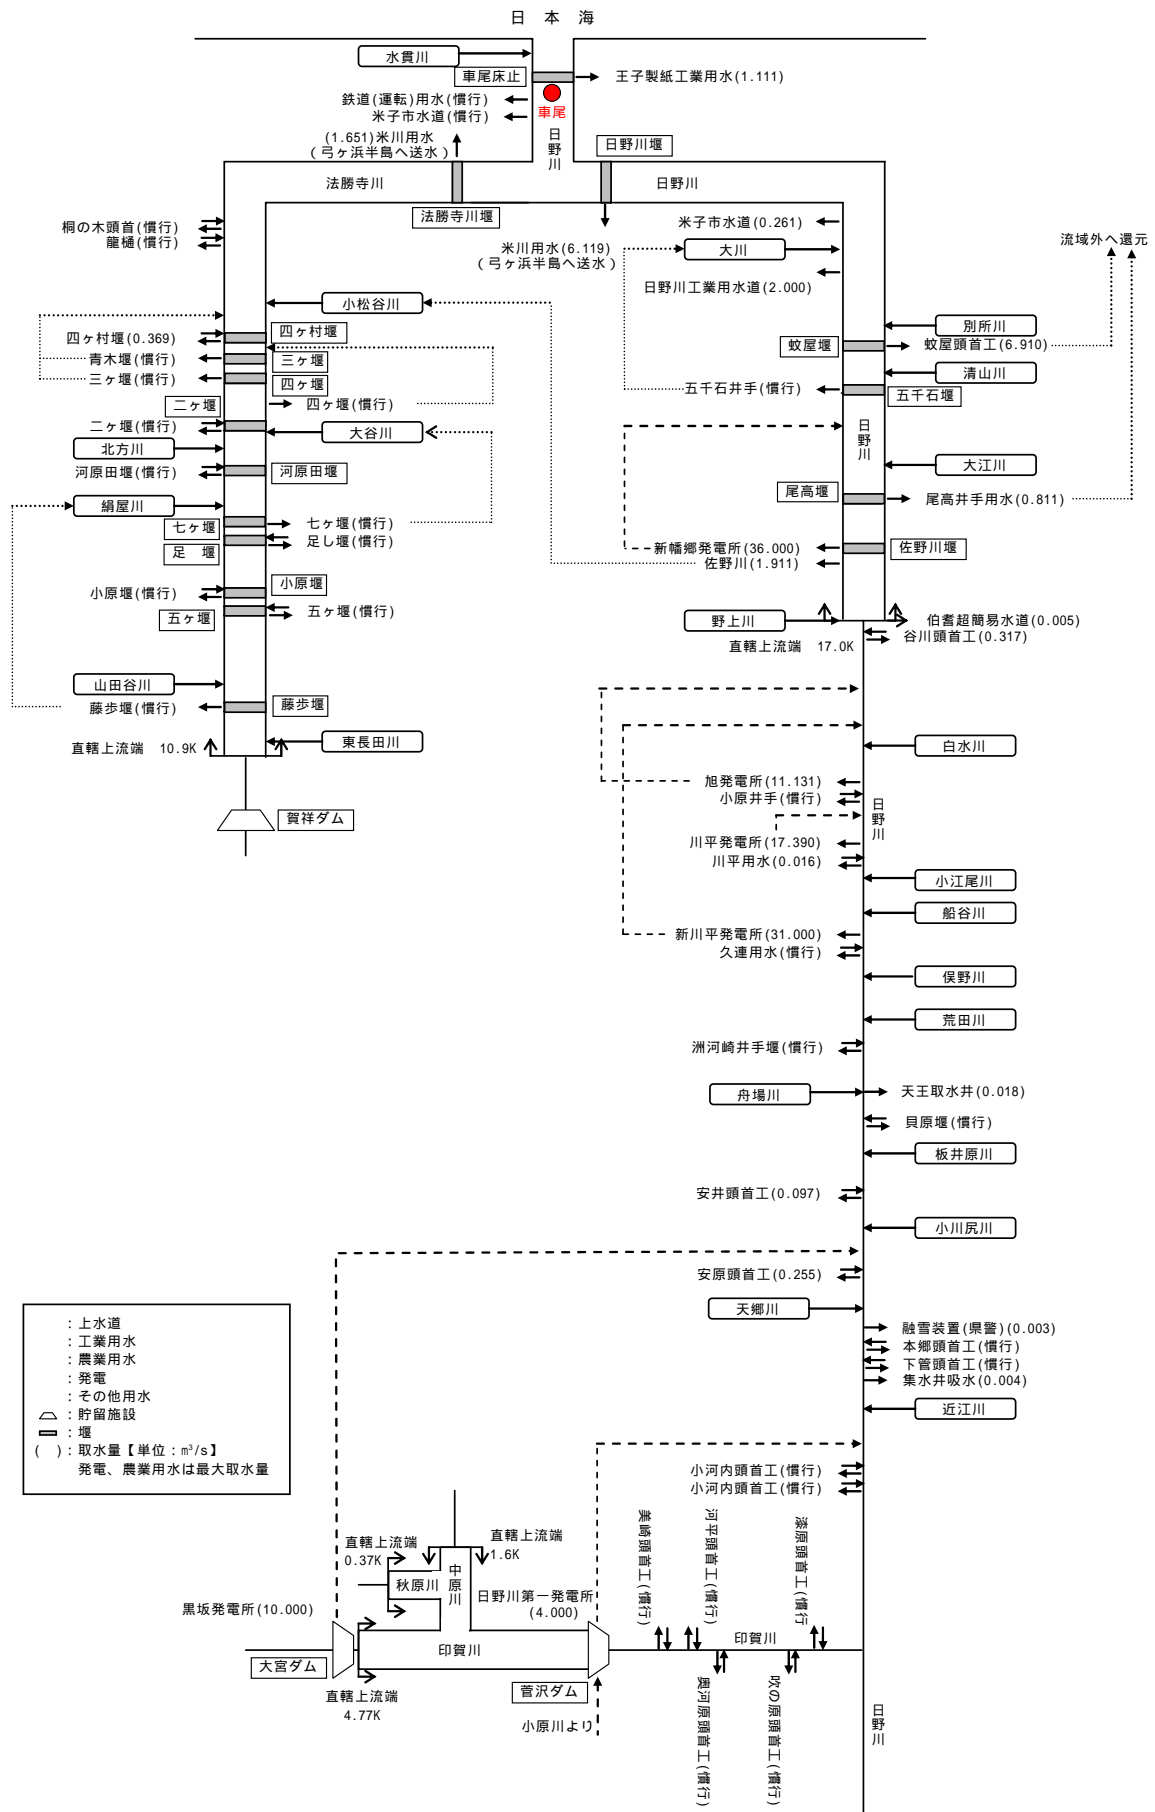 日 本 海
水貫川
車尾床止
王子製紙工業用水(1.111)
鉄道(運転)用水(慣行)
車尾
米子市水道(慣行)
日野川
(1.651)米川用水
(弓ヶ浜半島へ送水)
日野川堰
法勝寺川
日野川
法勝寺川堰
桐の木頭首(慣行)
龍樋(慣行)
米子市水道(0.261)
米川用水(6.119)
(弓ヶ浜半島へ送水)
大川
流域外へ還元
日野川工業用水道(2.000)
小松谷川
四ヶ村堰(0.369)
四ヶ村堰
別所川
青木堰(慣行)
三ヶ堰
蚊屋堰
蚊屋頭首工(6.910)
三ヶ堰(慣行)
四ヶ堰
清山川
五千石井手(慣行)
五千石堰
二ヶ堰
四ヶ堰(慣行)
二ヶ堰(慣行)
大谷川
日野川
北方川
河原田堰(慣行)
河原田堰
大江川
絹屋川
尾高堰
尾高井手用水(0.811)
七ヶ堰
七ヶ堰(慣行)
足 堰
足し堰(慣行)
新幡郷発電所(36.000)
佐野川堰
佐野川(1.911)
小原堰(慣行)
小原堰
五ヶ堰
五ヶ堰(慣行)
野上川
伯耆超簡易水道(0.005)
谷川頭首工(0.317)
直轄上流端 17.0K
山田谷川
藤歩堰(慣行)
藤歩堰
東長田川
直轄上流端 10.9K
白水川
旭発電所(11.131)
小原井手(慣行)
日野川
賀祥ダム
川平発電所(17.390)
川平用水(0.016)
小江尾川
船谷川
新川平発電所(31.000)
久連用水(慣行)
俣野川
荒田川
洲河崎井手堰(慣行)
舟場川
天王取水井(0.018)
貝原堰(慣行)
板井原川
安井頭首工(0.097)
小川尻川
安原頭首工(0.255)
天郷川
融雪装置(県警)(0.003)
本郷頭首工(慣行)
下管頭首工(慣行)
集水井吸水(0.004)
近江川
：上水道
：工業用水
：農業用水
：発電
：その他用水
：貯留施設
：堰
( )：取水量【単位：m³/s】
発電、農業用水は最大取水量
小河内頭首工(慣行)
小河内頭首工(慣行)
美崎頭首工(慣行)
河平頭首工(慣行)
漆原頭首工(慣行)
直轄上流端
0.37K
直轄上流端
1.6K
秋原川
中原川
黒坂発電所(10.000)
日野川第一発電所
(4.000)
印賀川
印賀川
大宮ダム
直轄上流端
4.77K
菅沢ダム
小原川より
奥河原頭首工(慣行)
吹の原頭首工(慣行)
日野川